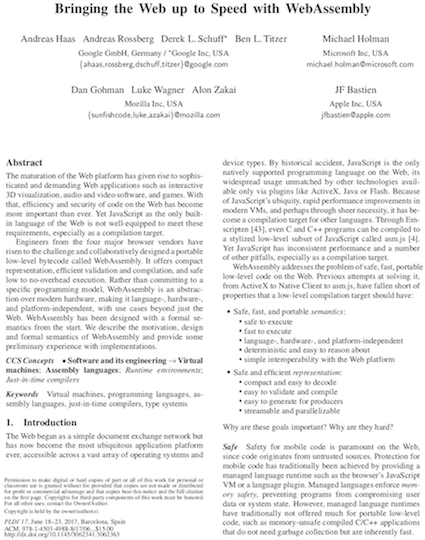 Bringing the Web up to Speed with WebAssembly
Andreas Haas Andreas Rossberg Derek L. Schuff* Ben L. Titzer
Google GmbH, Germany / *Google Inc, USA
{ahaas,rossberg,dschuff,titzer}@google.com
Michael Holman
Microsoft Inc, USA
michael.holman@microsoft.com
Dan Gohman Luke Wagner Alon Zakai
Mozilla Inc, USA
{sunfishcode,luke,azakai}@mozilla.com
JF Bastien
Apple Inc, USA
jfbastien@apple.com
Abstract
The maturation of the Web platform has given rise to sophis-
ticated and demanding Web applications such as interactive
3D visualization, audio and video software, and games. With
that, efficiency and security of code on the Web has become
more important than ever. Yet JavaScript as the only built-
in language of the Web is not well-equipped to meet these
requirements, especially as a compilation target.
Engineers from the four major browser vendors have
risen to the challenge and collaboratively designed a portable
low-level bytecode called WebAssembly. It offers compact
representation, efficient validation and compilation, and safe
low to no-overhead execution. Rather than committing to a
specific programming model, WebAssembly is an abstrac-
tion over modern hardware, making it language-, hardware-,
and platform-independent, with use cases beyond just the
Web. WebAssembly has been designed with a formal se-
mantics from the start. We describe the motivation, design
and formal semantics of WebAssembly and provide some
preliminary experience with implementations.
CCS Concepts • Software and its engineering → Virtual
machines; Assembly languages; Runtime environments;
Just-in-time compilers
Keywords Virtual machines, programming languages, as-
sembly languages, just-in-time compilers, type systems
1. Introduction
The Web began as a simple document exchange network but
has now become the most ubiquitous application platform
ever, accessible across a vast array of operating systems and
Permission to make digital or hard copies of part or all of this work for personal or
classroom use is granted without fee provided that copies are not made or distributed
for profit or commercial advantage and that copies bear this notice and the full citation
on the first page. Copyrights for third-party components of this work must be honored.
For all other uses, contact the Owner/Author.
Copyright is held by the owner/author(s).
PLDI'17, June 18–23, 2017, Barcelona, Spain
ACM. 978-1-4503-4988-8/17/06...$15.00
http://dx.doi.org/10.1145/3062341.3062363
device types. By historical accident, JavaScript is the only
natively supported programming language on the Web, its
widespread usage unmatched by other technologies avail-
able only via plugins like ActiveX, Java or Flash. Because
of JavaScript's ubiquity, rapid performance improvements in
modern VMs, and perhaps through sheer necessity, it has be-
come a compilation target for other languages. Through Em-
scripten [43], even C and C++ programs can be compiled to
a stylized low-level subset of JavaScript called asm.js [4].
Yet JavaScript has inconsistent performance and a number
of other pitfalls, especially as a compilation target.
WebAssembly addresses the problem of safe, fast, portable
low-level code on the Web. Previous attempts at solving it,
from ActiveX to Native Client to asm.js, have fallen short of
properties that a low-level compilation target should have:
• Safe, fast, and portable semantics:
• safe to execute
• fast to execute
• language-, hardware-, and platform-independent
• deterministic and easy to reason about
• simple interoperability with the Web platform
• Safe and efficient representation:
• compact and easy to decode
• easy to validate and compile
• easy to generate for producers
• streamable and parallelizable
Why are these goals important? Why are they hard?
Safe Safety for mobile code is paramount on the Web,
since code originates from untrusted sources. Protection for
mobile code has traditionally been achieved by providing a
managed language runtime such as the browser's JavaScript
VM or a language plugin. Managed languages enforce mem-
ory safety, preventing programs from compromising user
data or system state. However, managed language runtimes
have traditionally not offered much for portable low-level
code, such as memory-unsafe compiled C/C++ applications
that do not need garbage collection but are inherently fast.